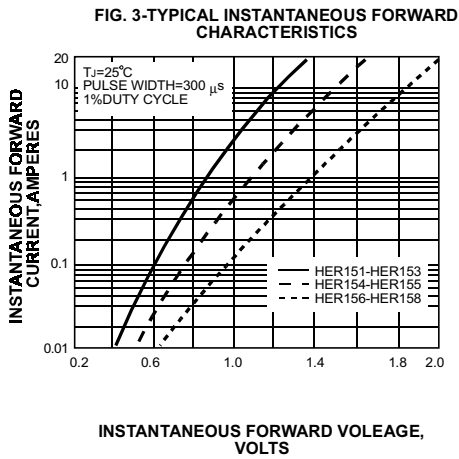 FIG. 3-TYPICAL INSTANTANEOUS FORWARD
CHARACTERISTICS
INSTANTANEOUS FORWARD
CURRENT,AMPERES
20
10
1
0.1
0.01
TJ=25°C
PULSE WIDTH=300 μs
1%DUTY CYCLE
HER151-HER153
HER154-HER155
HER156-HER158
0.2 0.6 1.0 1.4 1.8 2.0
INSTANTANEOUS FORWARD VOLEAGE,
VOLTS